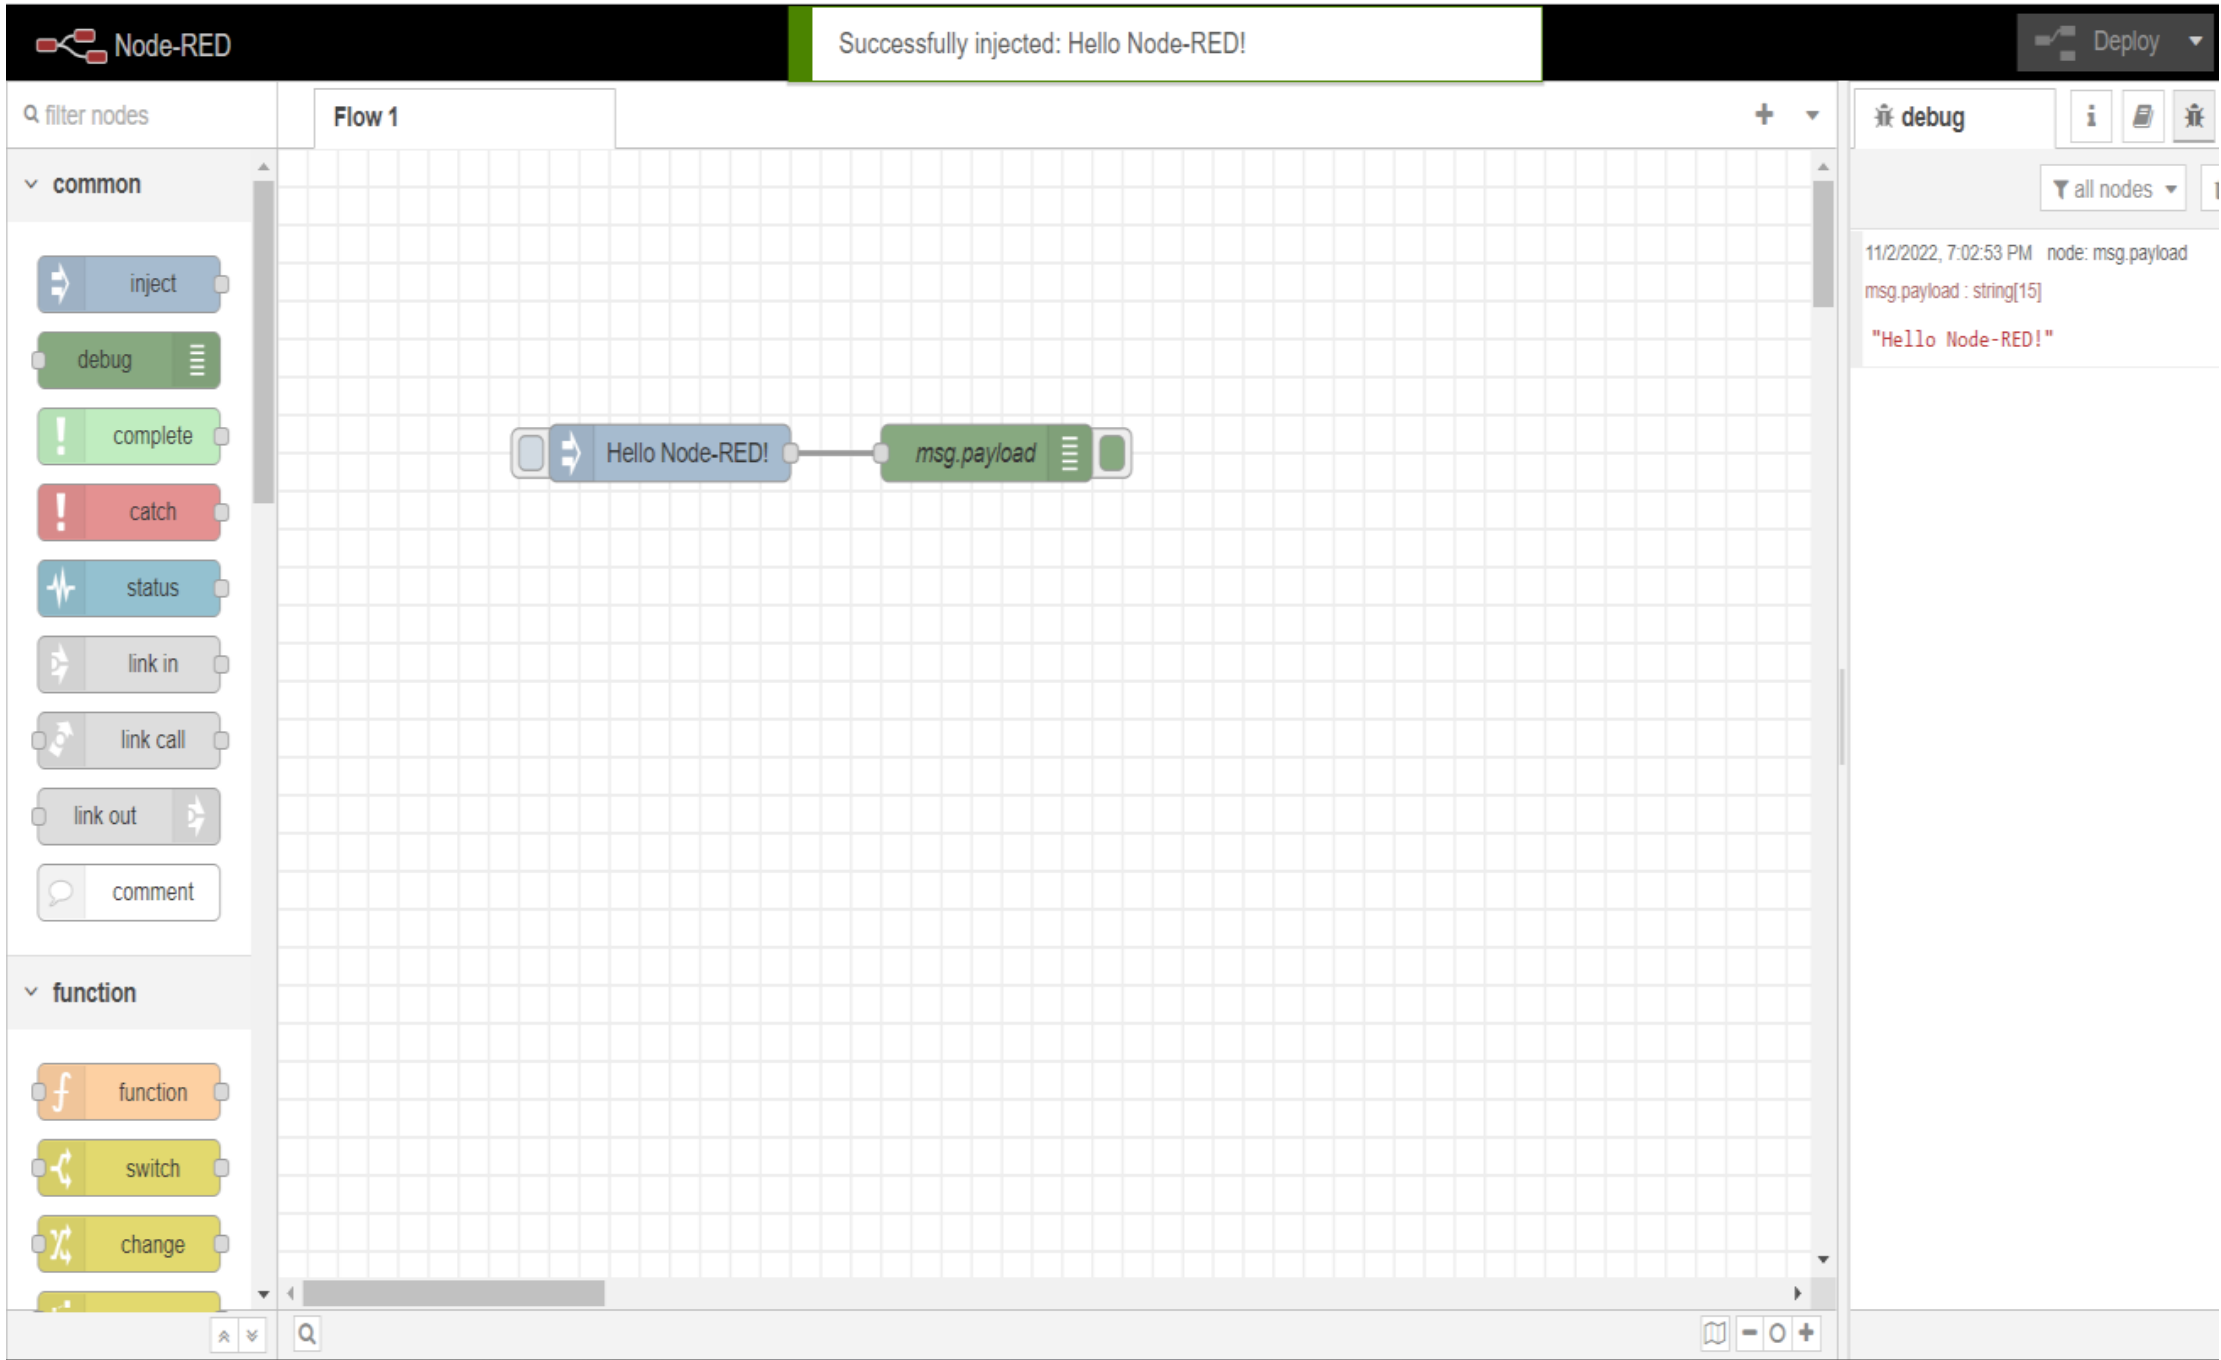 Node-RED
Successfully injected: Hello Node-RED!
Deploy
filter nodes
Flow 1
debug
i
common
all nodes
11/2/2022, 7:02:53 PM node: msg.payload
msg.payload : string[15]
"Hello Node-RED!"
inject
debug
complete
catch
status
link in
link call
link out
comment
Hello Node-RED!
msg.payload
function
function
switch
change